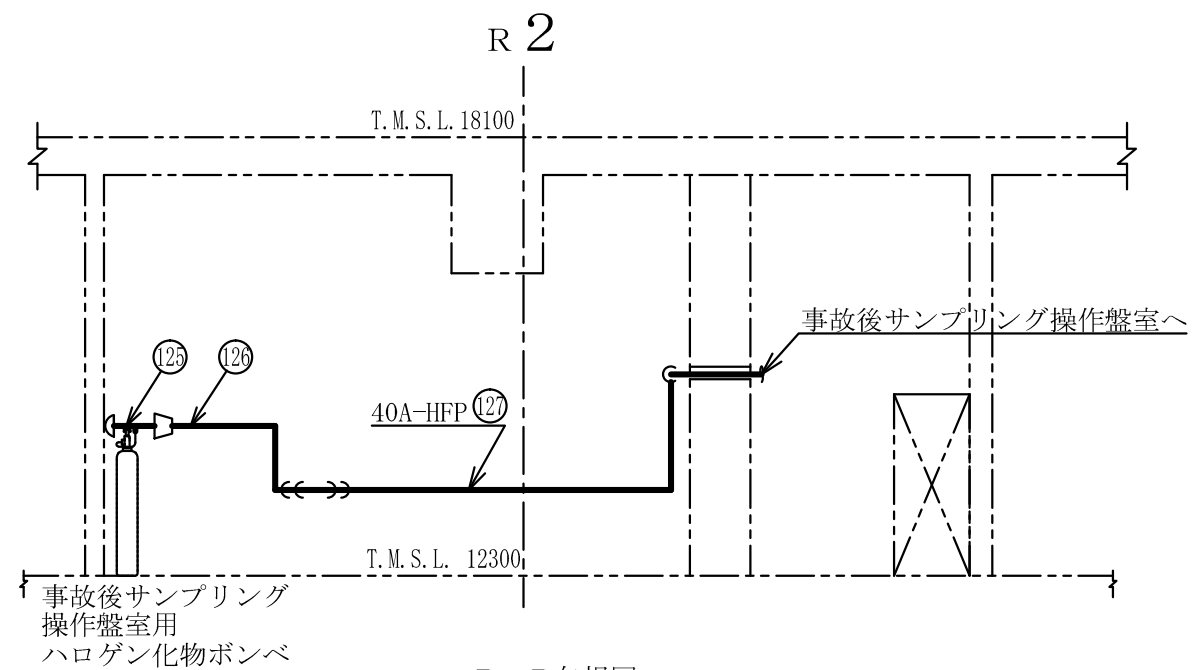 R 2
T.M.S.L.18100
事故後サンプリング操作盤室へ
125
126
40A-HFP 127
T.M.S.L. 12300
事故後サンプリング
操作盤室用
ハロゲン化物ボンベ